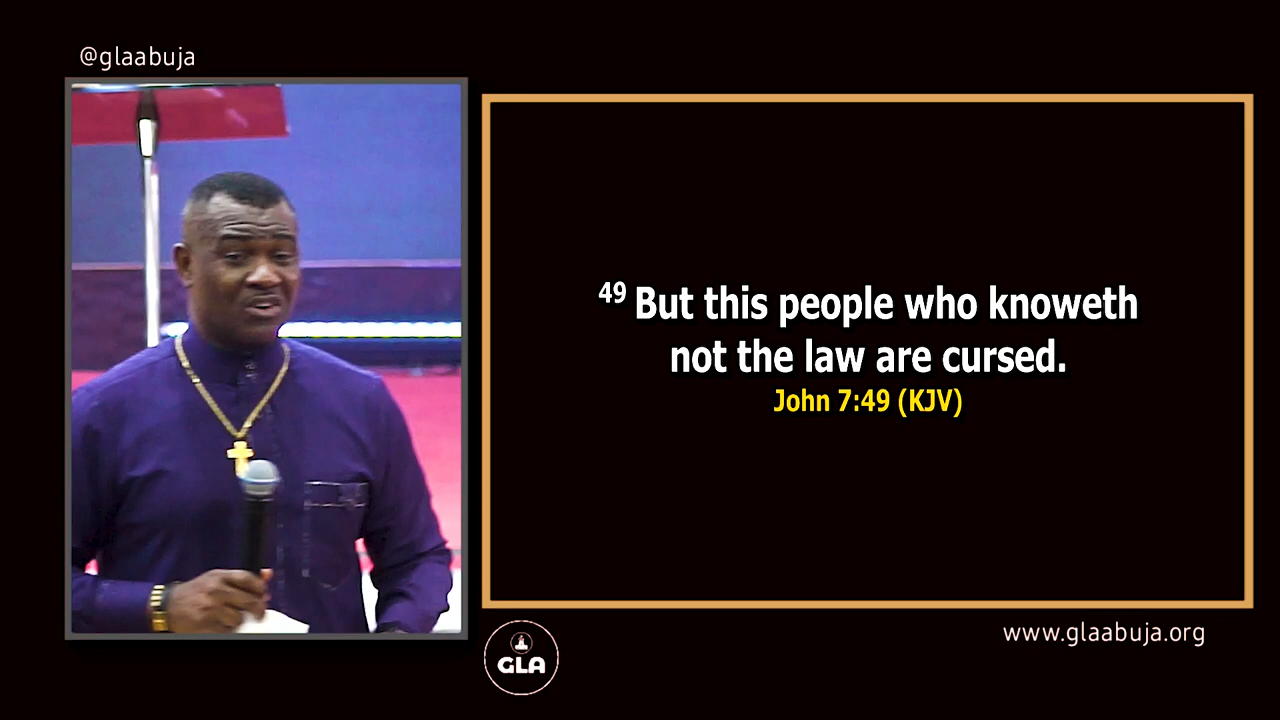 @glaabuja
49 But this people who knoweth
not the law are cursed.
John 7:49 (KJV)
www.glaabuja.org
GLA